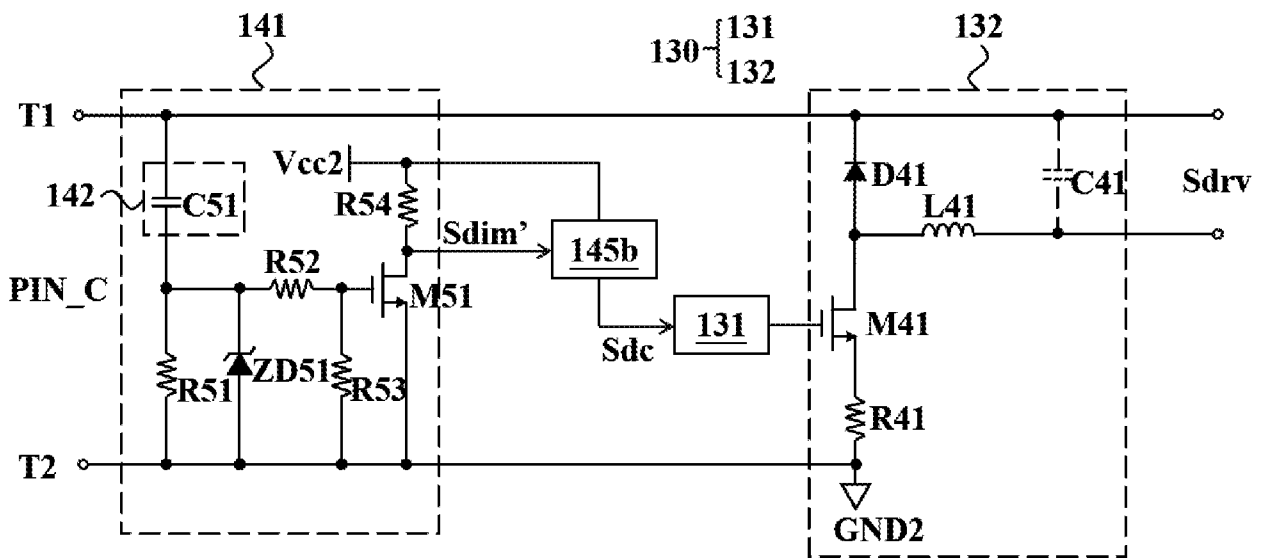 141
130
131
132
132
T1
Vcc2
142
C51
R54
D41
C41
Sdrv
L41
Sdim’
145b
R52
PIN_C
M51
131
M41
Sdc
R51
ZD51
R53
R41
T2
GND2